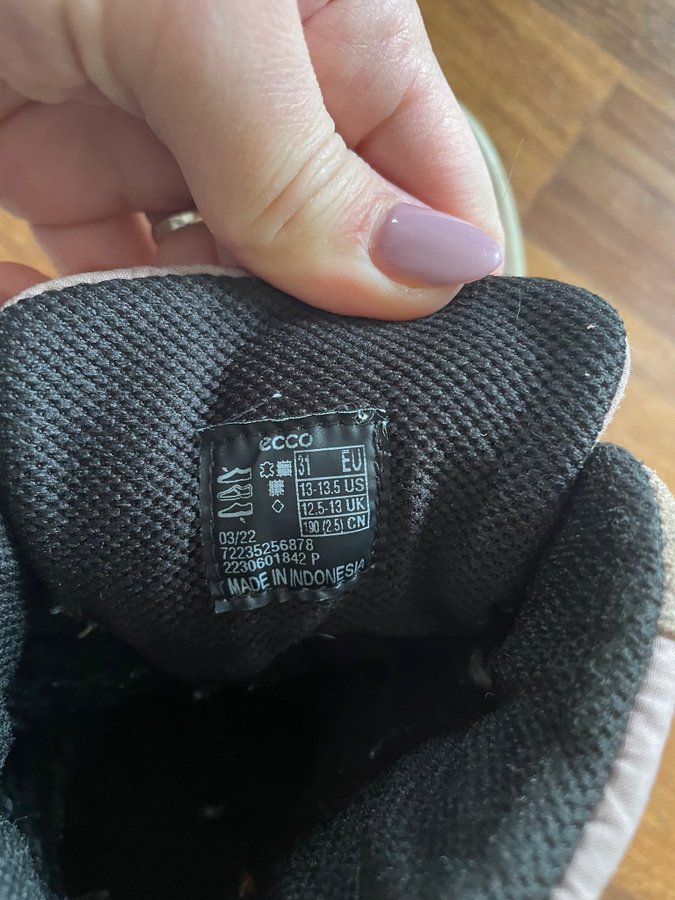 ecco
31 EU
13-13.5 US
12.5-13 UK
190 (2.5) CN
03/22
72235256878
2230601842 P
MADE IN INDONESIA